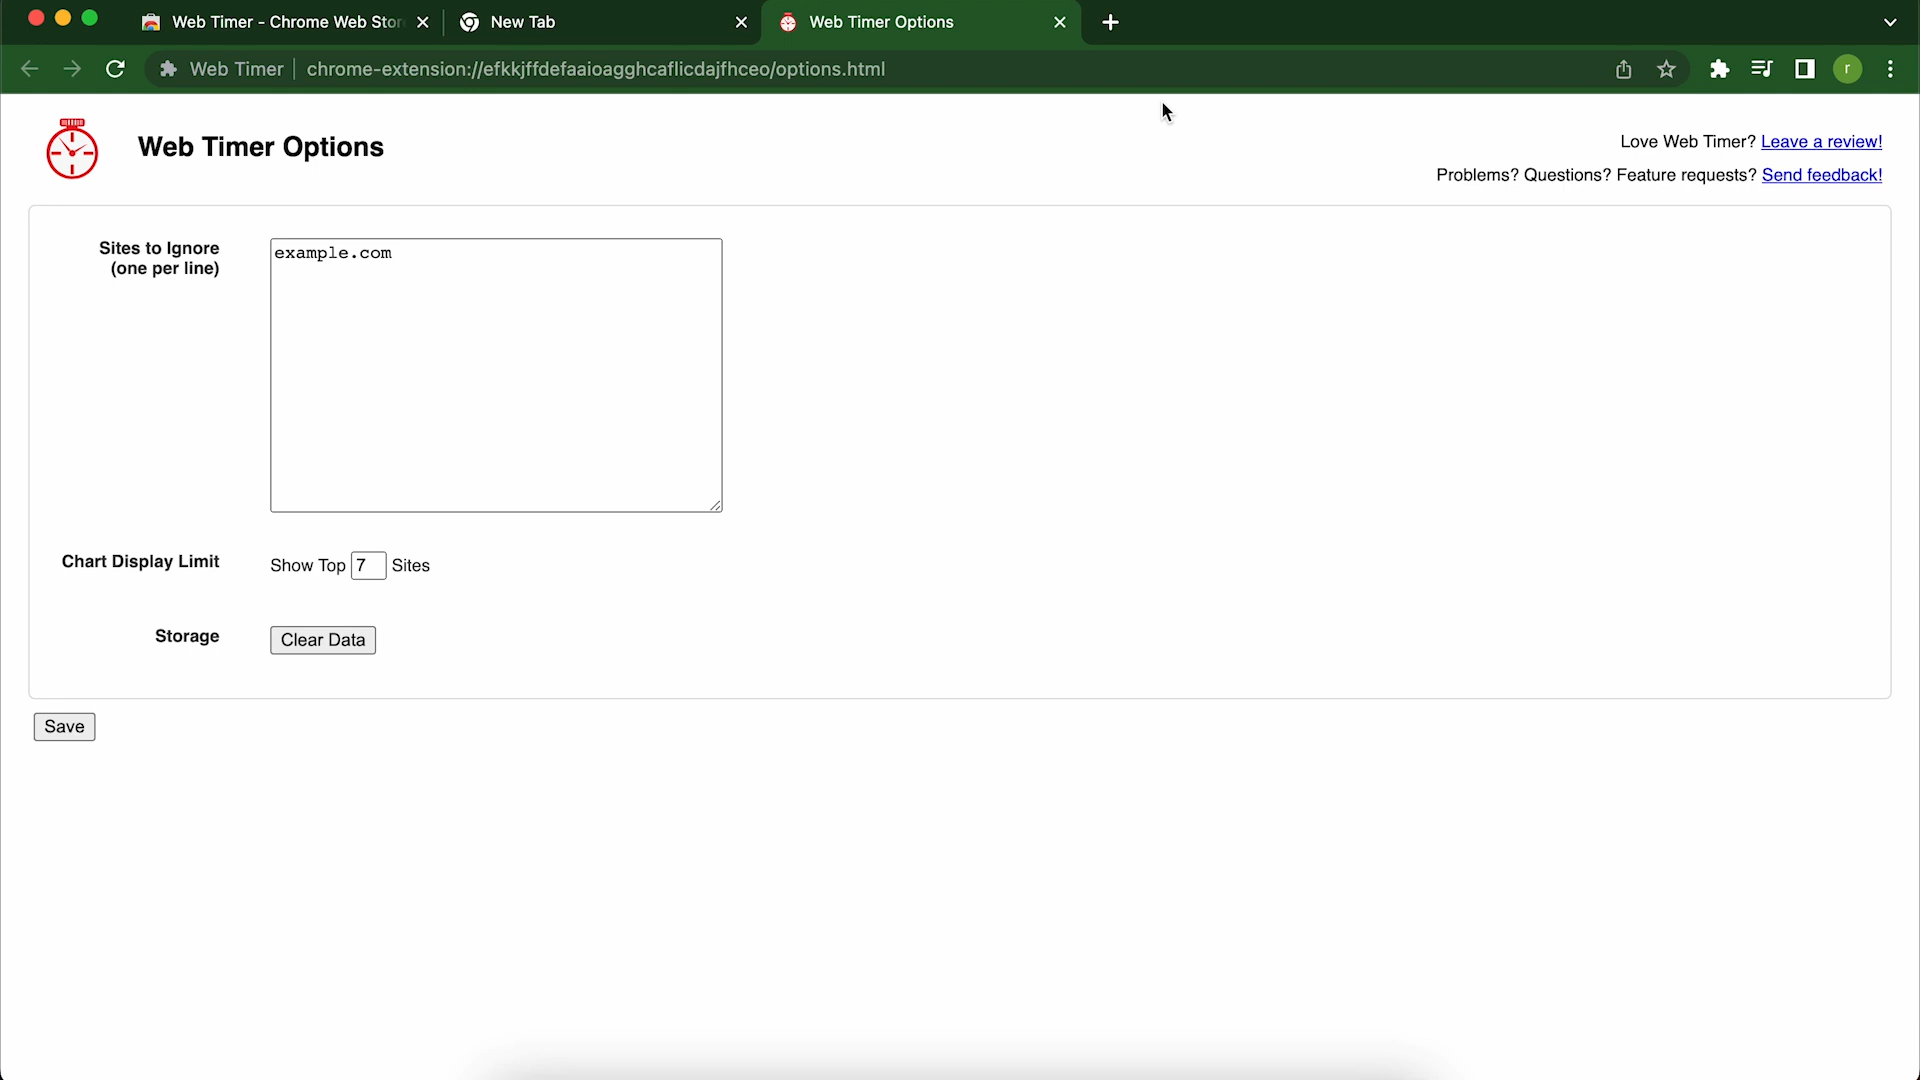 Web Timer - Chrome Web Stor
New Tab
Web Timer Options
Web Timer | chrome-extension://efkkjffdefaaioagghcaflicdajfhceo/options.html
r
Web Timer Options
Love Web Timer? Leave a review!
Problems? Questions? Feature requests? Send feedback!
Sites to Ignore
(one per line)
example.com
Chart Display Limit
Show Top 7 Sites
Storage
Clear Data
Save